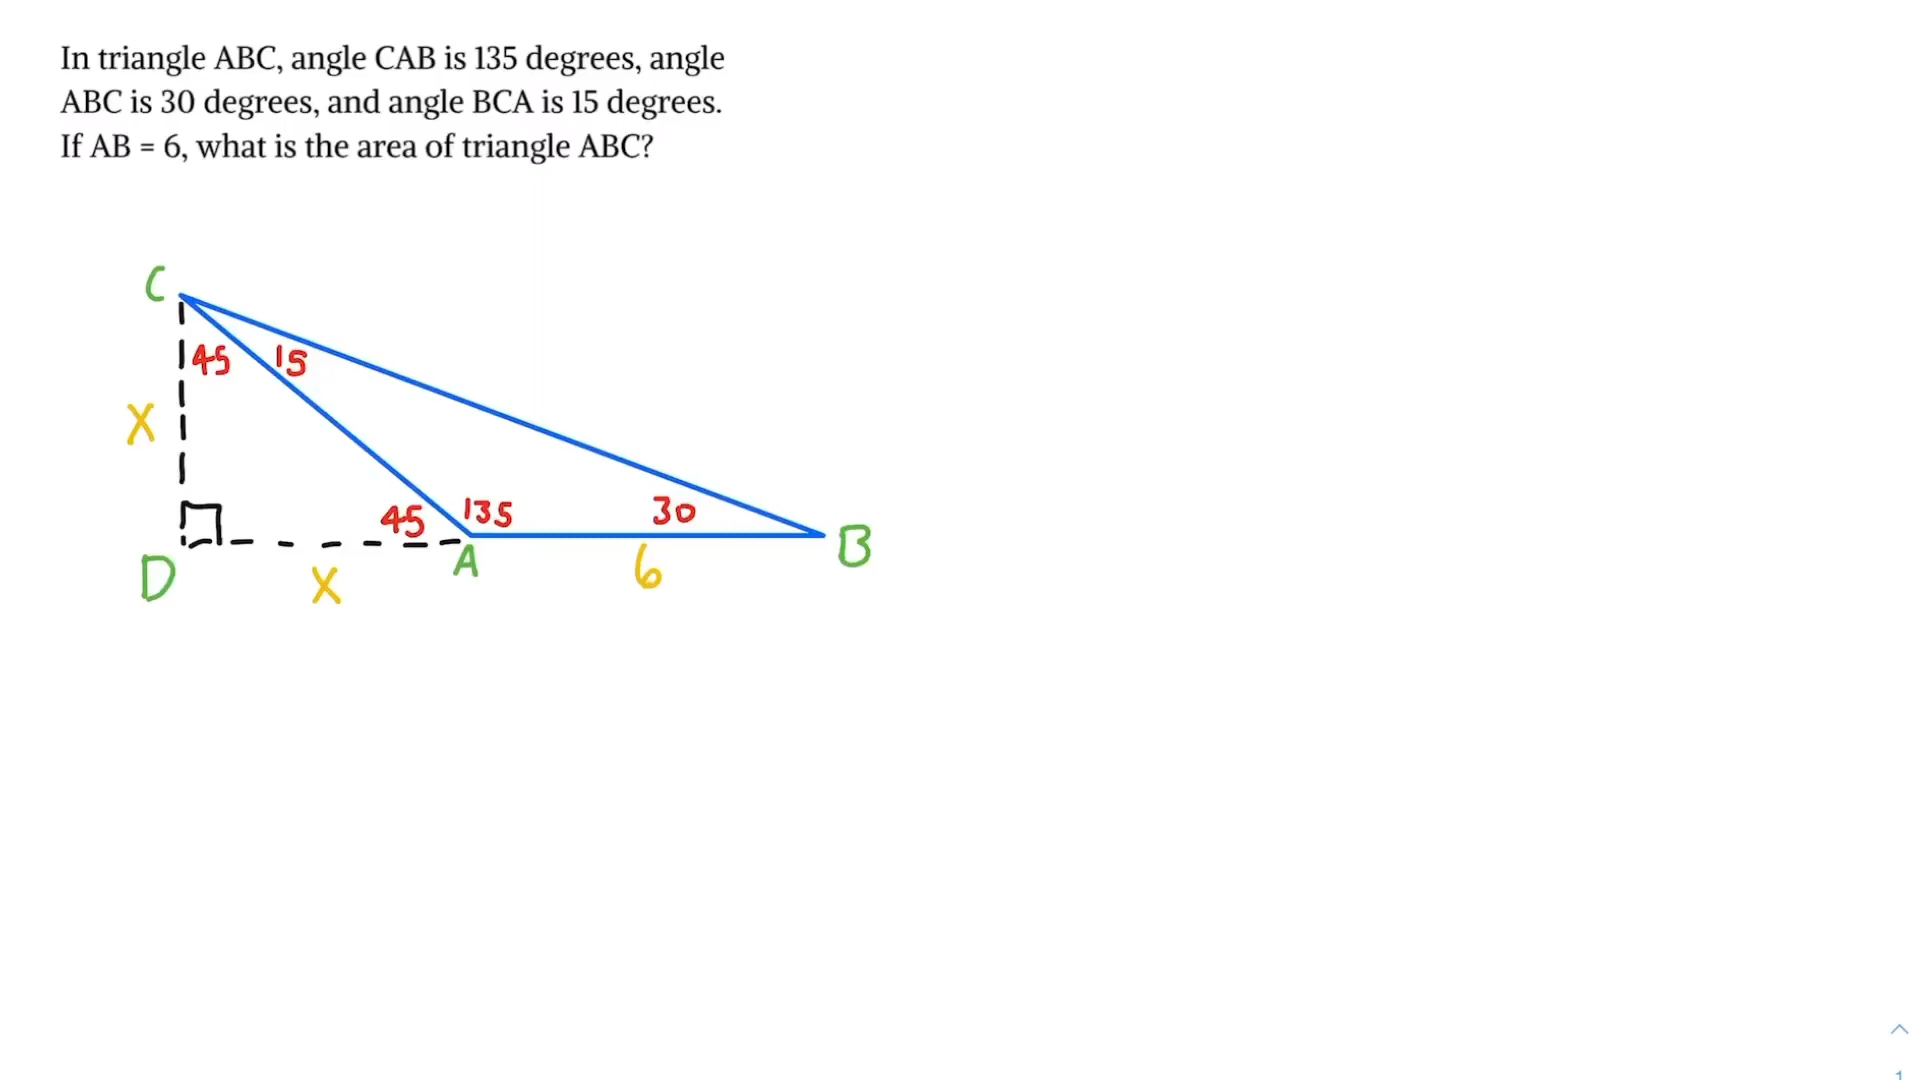 In triangle ABC, angle CAB is 135 degrees, angle
ABC is 30 degrees, and angle BCA is 15 degrees.
If AB = 6, what is the area of triangle ABC?
C
45 15
X
45 135 30
D X A 6 B
1